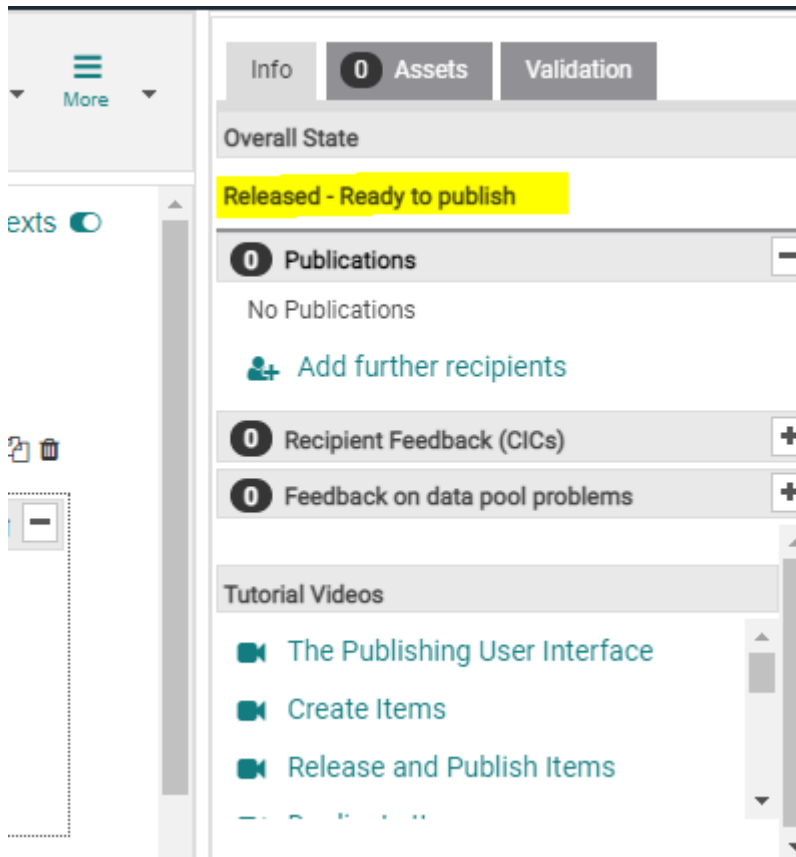 More
Info
0 Assets
Validation
Overall State
exts
Released - Ready to publish
0 Publications
No Publications
Add further recipients
0 Recipient Feedback (CICs)
0 Feedback on data pool problems
Tutorial Videos
The Publishing User Interface
Create Items
Release and Publish Items